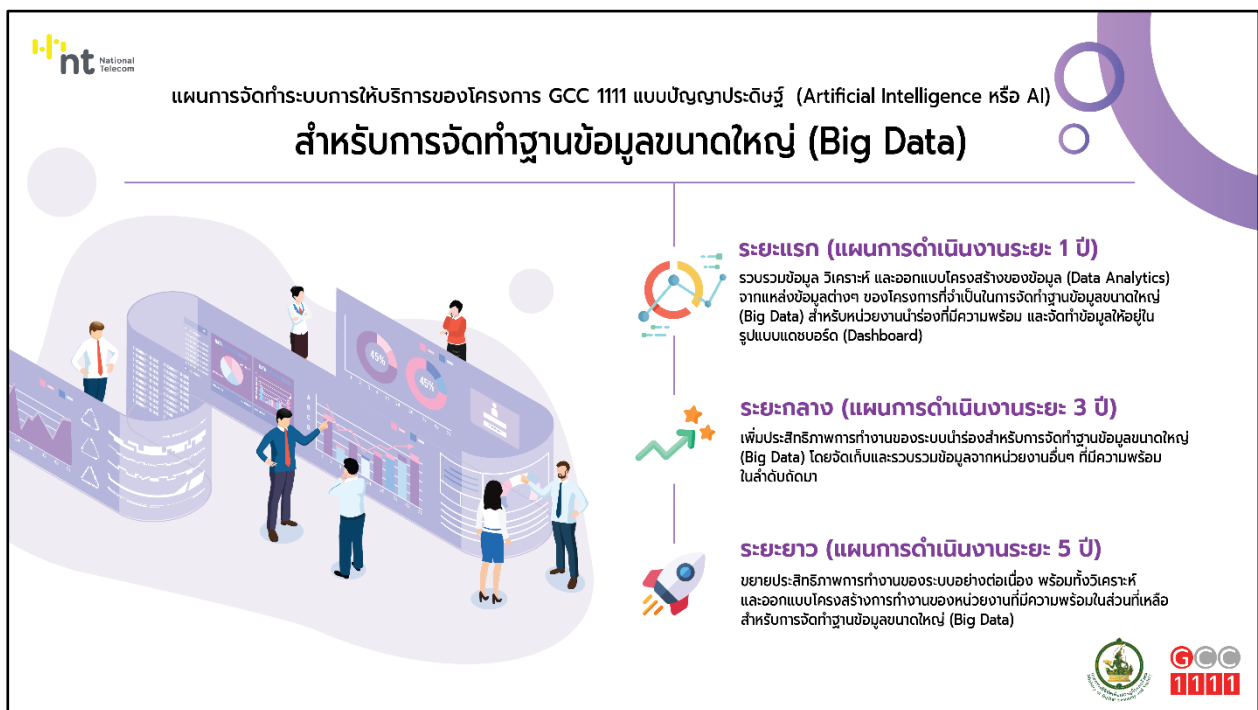 nt National
Telecom
แผนการจัดทำระบบการให้บริการของโครงการ GCC 1111 แบบปัญญาประดิษฐ์ (Artificial Intelligence หรือ AI)
สำหรับการจัดทำฐานข้อมูลขนาดใหญ่ (Big Data)
ระยะแรก (แผนการดำเนินงานระยะ 1 ปี)
รวบรวมข้อมูล วิเคราะห์ และออกแบบโครงสร้างของข้อมูล (Data Analytics)
จากแหล่งข้อมูลต่างๆ ของโครงการที่จำเป็นในการจัดทำฐานข้อมูลขนาดใหญ่
(Big Data) สำหรับหน่วยงานนำร่องที่มีความพร้อม และจัดทำข้อมูลให้อยู่ใน
รูปแบบแดชบอร์ด (Dashboard)
45%
45%
ระยะกลาง (แผนการดำเนินงานระยะ 3 ปี)
เพิ่มประสิทธิภาพการทำงานของระบบนำร่องสำหรับการจัดทำฐานข้อมูลขนาดใหญ่
(Big Data) โดยจัดเก็บและรวบรวมข้อมูลจากหน่วยงานอื่นๆ ที่มีความพร้อม
ในลำดับถัดมา
ระยะยาว (แผนการดำเนินงานระยะ 5 ปี)
ขยายประสิทธิภาพการทำงานของระบบอย่างต่อเนื่อง พร้อมทั้งวิเคราะห์
และออกแบบโครงสร้างการทำงานของหน่วยงานที่มีความพร้อมในส่วนที่เหลือ
สำหรับการจัดทำฐานข้อมูลขนาดใหญ่ (Big Data)
GCC
1111